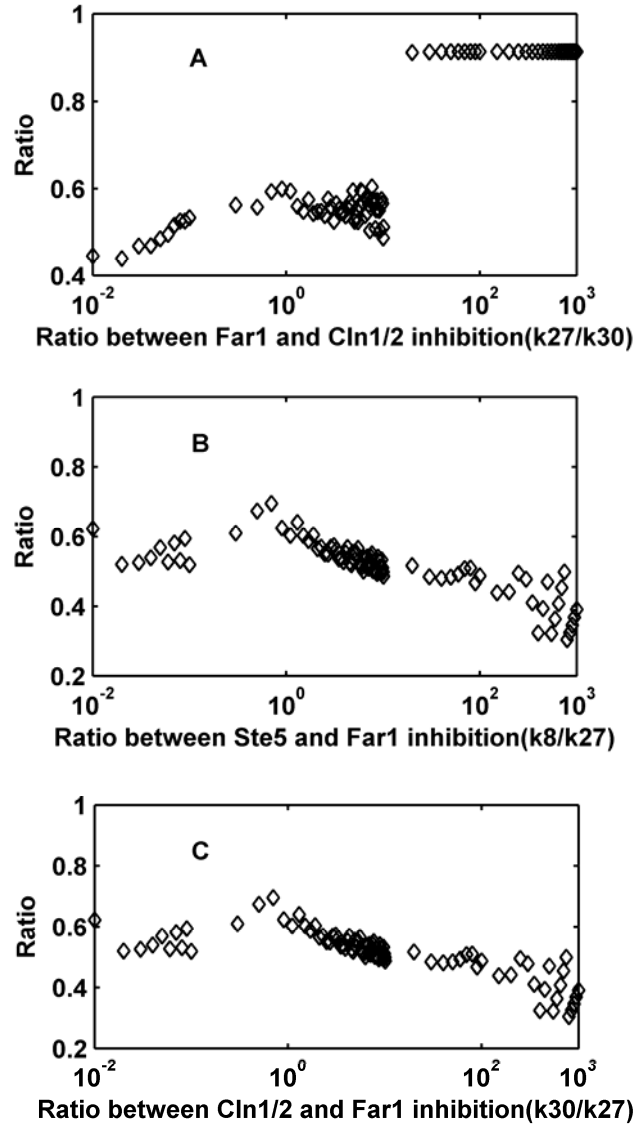 A
1
0.8
0.6
0.4
Ratio
10^-2
10^0
10^2
10^3
Ratio between Far1 and Cln1/2 inhibition(k27/k30)
B
1
0.8
0.6
0.4
0.2
Ratio
10^-2
10^0
10^2
10^3
Ratio between Ste5 and Far1 inhibition(k8/k27)
C
1
0.8
0.6
0.4
0.2
Ratio
10^-2
10^0
10^2
10^3
Ratio between Cln1/2 and Far1 inhibition(k30/k27)